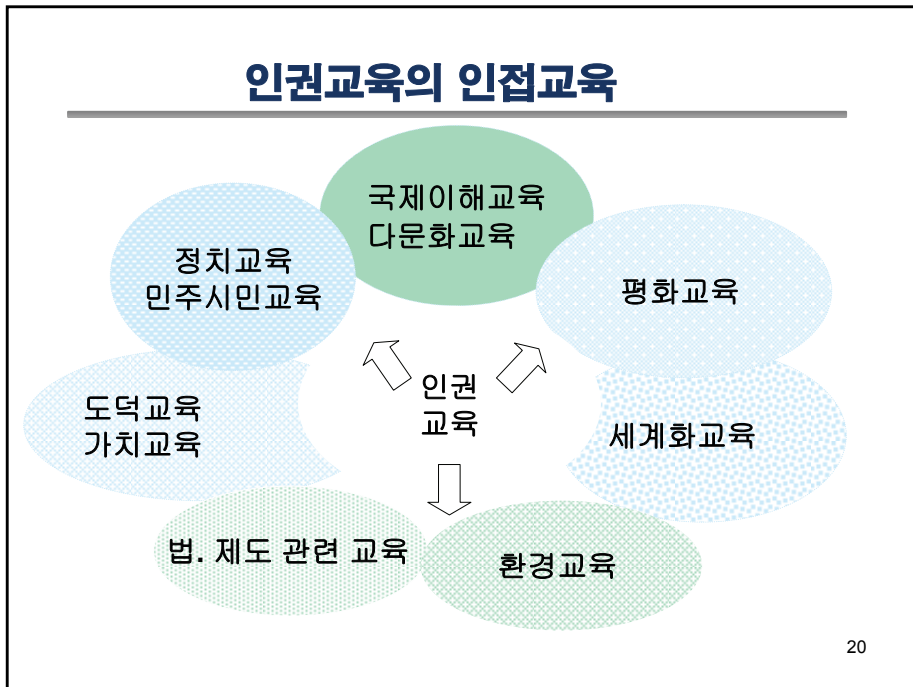 인권교육의 인접교육
국제이해교육
다문화교육
정치교육
민주시민교육
평화교육
인권
교육
도덕교육
가치교육
세계화교육
법. 제도 관련 교육
환경교육
20